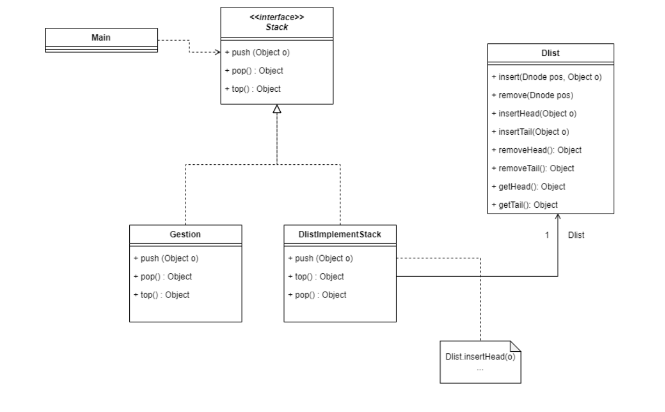 <<interface>>
Stack
+ push (Object o)
+ pop() : Object
+ top() : Object
Main
Dlist
+ insert(Dnode pos, Object o)
+ remove(Dnode pos)
+ insertHead(Object o)
+ insertTail(Object o)
+ removeHead(): Object
+ removeTail(): Object
+ getHead(): Object
+ getTail(): Object
1 Dlist
Gestion
+ push (Object o)
+ pop() : Object
+ top() : Object
DlistImplementStack
+ push (Object o)
+ top() : Object
+ pop() : Object
Dlist.insertHead(o)
...